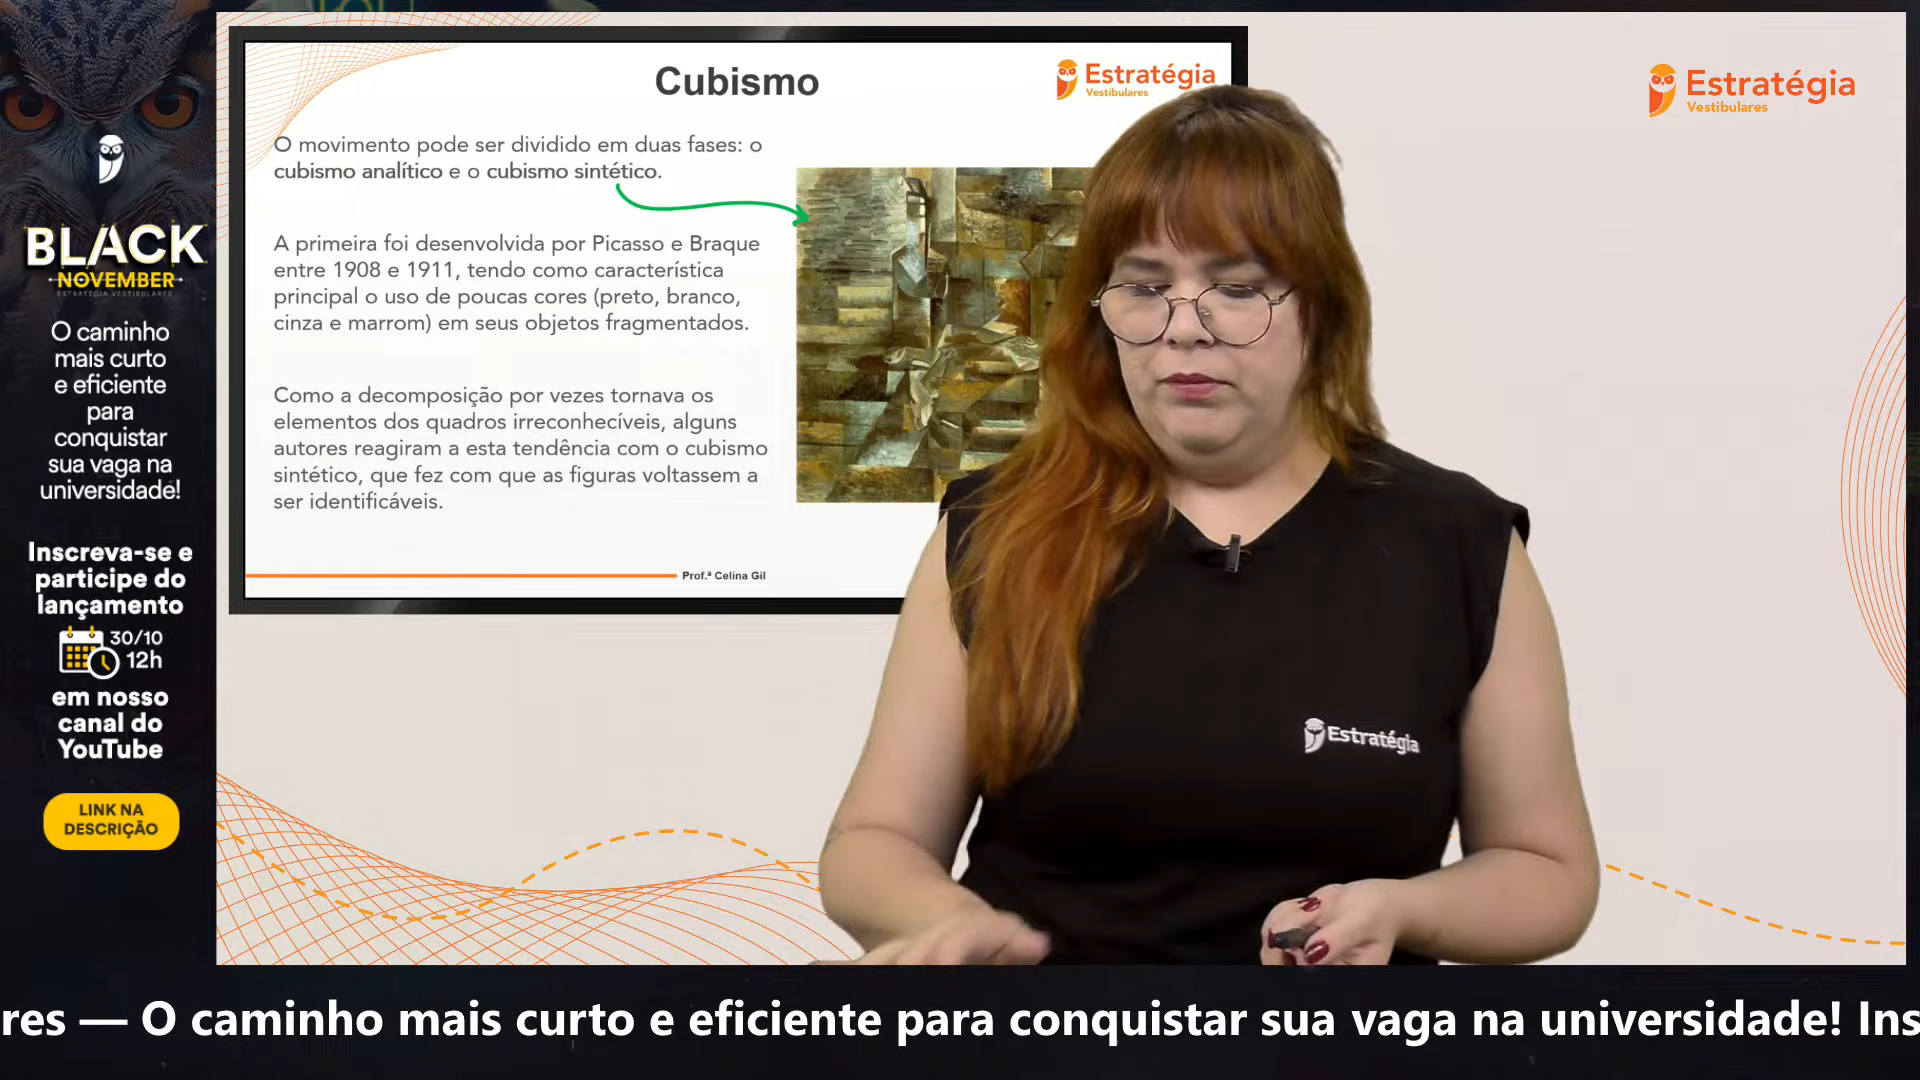 BLACK
NOVEMBER
ESTRATÉGIA VESTIBULARES
O caminho
mais curto
e eficiente
para
conquistar
sua vaga na
universidade!
Inscreva-se e
participe do
lançamento
30/10
12h
em nosso
canal do
YouTube
LINK NA
DESCRIÇÃO
Cubismo
Estratégia
Vestibulares
O movimento pode ser dividido em duas fases: o
cubismo analítico e o cubismo sintético.
A primeira foi desenvolvida por Picasso e Braque
entre 1908 e 1911, tendo como característica
principal o uso de poucas cores (preto, branco,
cinza e marrom) em seus objetos fragmentados.
Como a decomposição por vezes tornava os
elementos dos quadros irreconhecíveis, alguns
autores reagiram a esta tendência com o cubismo
sintético, que fez com que as figuras voltassem a
ser identificáveis.
Prof.ª Celina Gil
Estratégia
Vestibulares
Estratégia
res — O caminho mais curto e eficiente para conquistar sua vaga na universidade! Ins